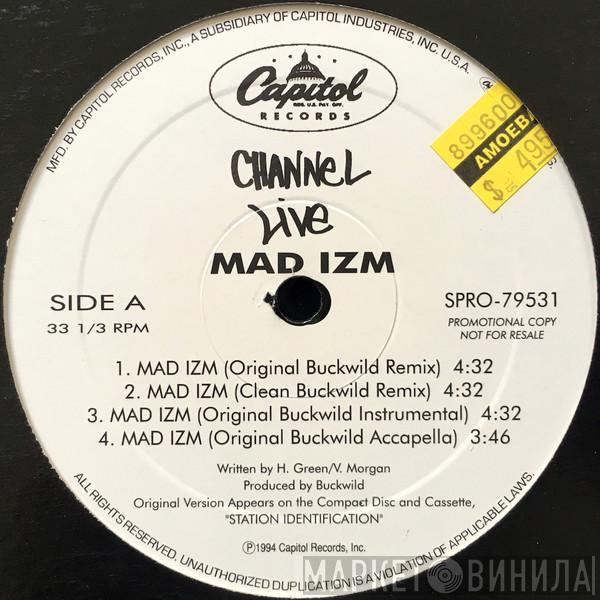 MFD. BY CAPITOL RECORDS, INC., A SUBSIDIARY OF CAPITOL INDUSTRIES, INC. U.S.A.
Capitol
REG. U.S. PAT. OFF.
RECORDS
899600
AMOEBA
$ 4.95
CHANNEL
LIVE
MAD IZM
SIDE A
33 1/3 RPM
SPRO-79531
PROMOTIONAL COPY
NOT FOR RESALE
1. MAD IZM (Original Buckwild Remix) 4:32
2. MAD IZM (Clean Buckwild Remix) 4:32
3. MAD IZM (Original Buckwild Instrumental) 4:32
4. MAD IZM (Original Buckwild Accapella) 3:46
Written by H. Green/V. Morgan
Produced by Buckwild
Original Version Appears on the Compact Disc and Cassette,
"STATION IDENTIFICATION"
℗1994 Capitol Records, Inc.
ALL RIGHTS RESERVED. UNAUTHORIZED DUPLICATION IS A VIOLATION OF APPLICABLE LAWS.
МАРКЕТ ВИНИЛА